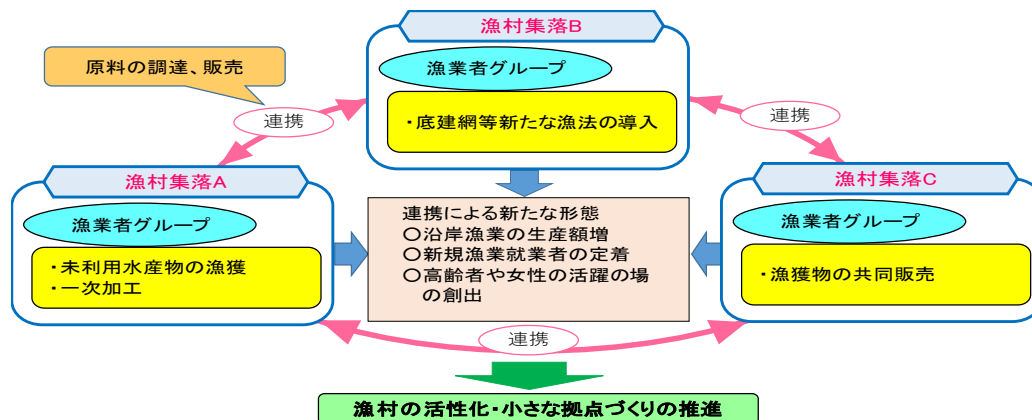 漁村集落B
漁業者グループ
・底建網等新たな漁法の導入
原料の調達、販売
連携
連携
漁村集落A
漁業者グループ
・未利用水産物の漁獲
・一次加工
連携による新たな形態
〇沿岸漁業の生産額増
〇新規漁業就業者の定着
〇高齢者や女性の活躍の場
の創出
漁村集落C
漁業者グループ
・漁獲物の共同販売
連携
漁村の活性化・小さな拠点づくりの推進